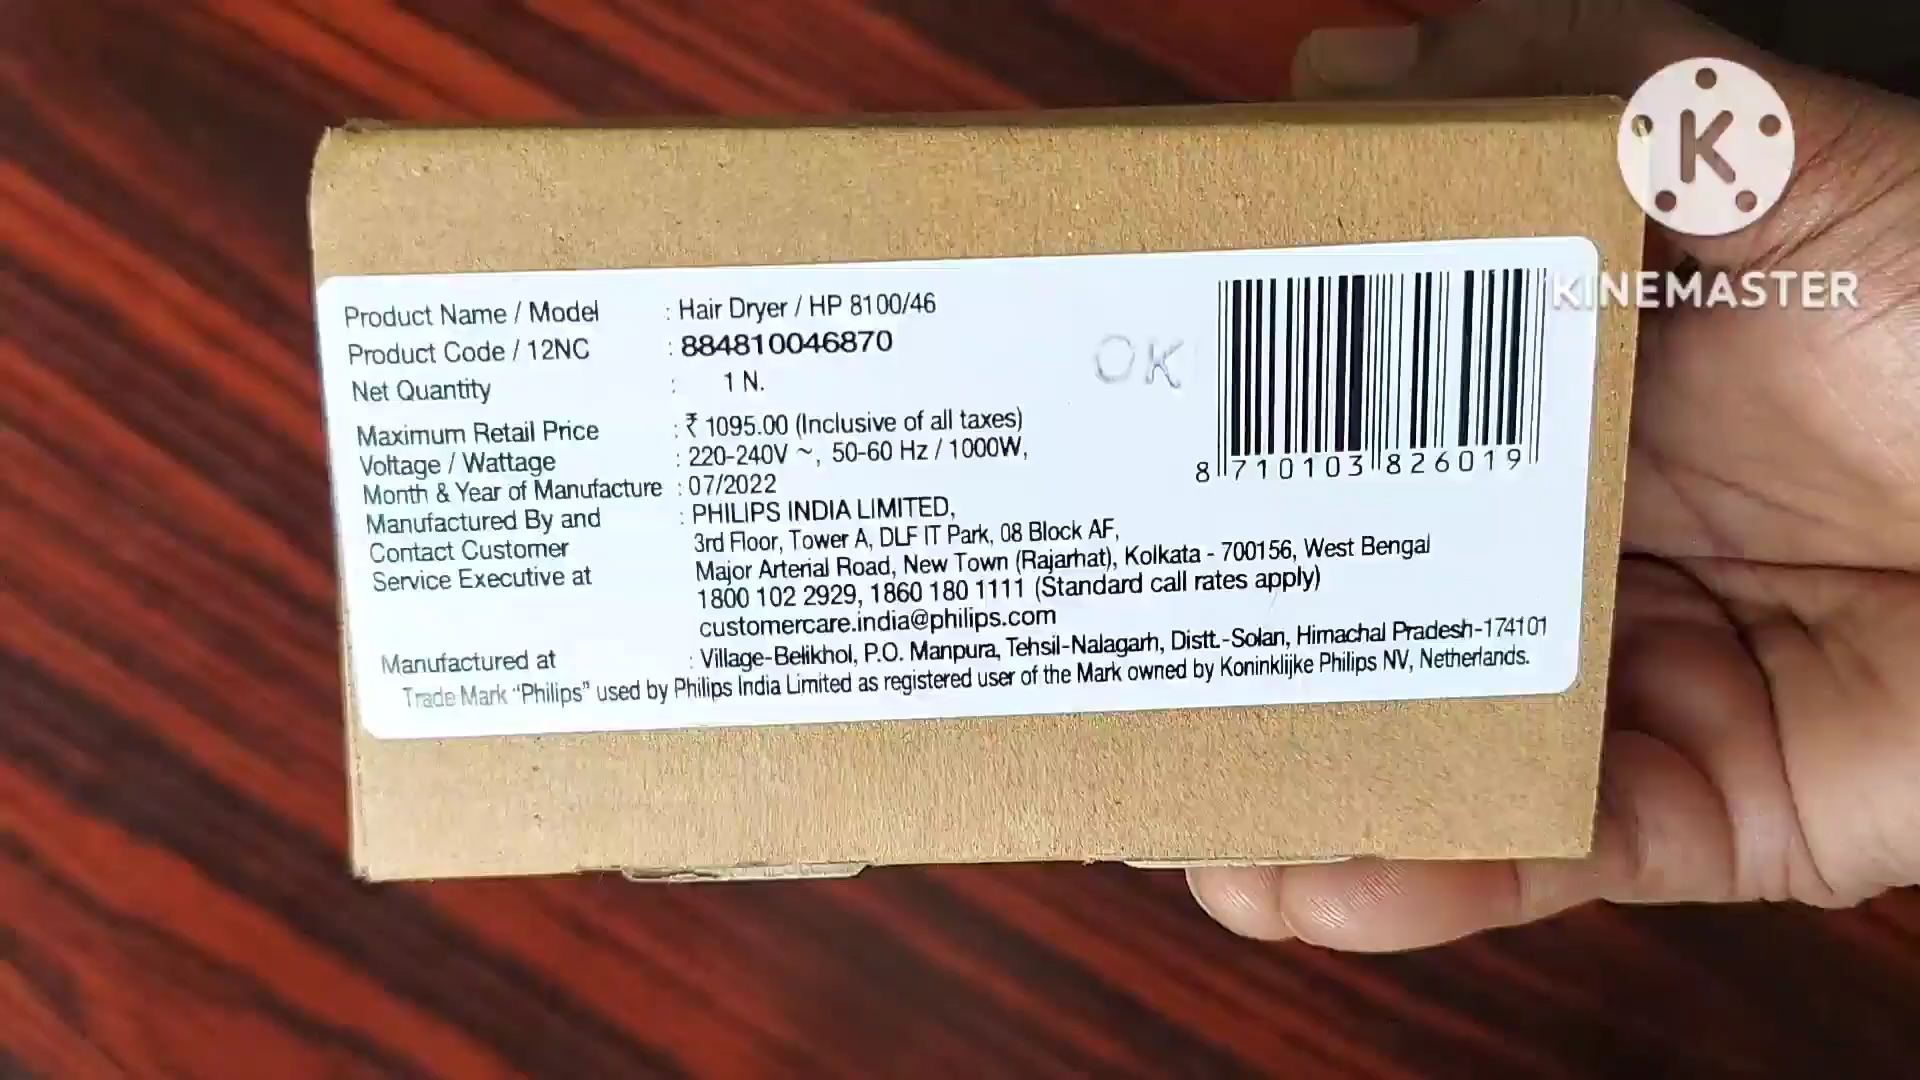 Product Name / Model : Hair Dryer / HP 8100/46
Product Code / 12NC : 884810046870
Net Quantity : 1 N.
Maximum Retail Price : ₹ 1095.00 (Inclusive of all taxes)
Voltage / Wattage : 220-240V ~, 50-60 Hz / 1000W,
Month & Year of Manufacture : 07/2022
Manufactured By and : PHILIPS INDIA LIMITED,
Contact Customer 3rd Floor, Tower A, DLF IT Park, 08 Block AF,
Service Executive at Major Arterial Road, New Town (Rajarhat), Kolkata - 700156, West Bengal
1800 102 2929, 1860 180 1111 (Standard call rates apply)
customercare.india@philips.com
Manufactured at : Village-Belikhol, P.O. Manpura, Tehsil-Nalagarh, Distt.-Solan, Himachal Pradesh-174101
Trade Mark “Philips” used by Philips India Limited as registered user of the Mark owned by Koninklijke Philips NV, Netherlands.
OK
8 710103 826019
K
KINEMASTER